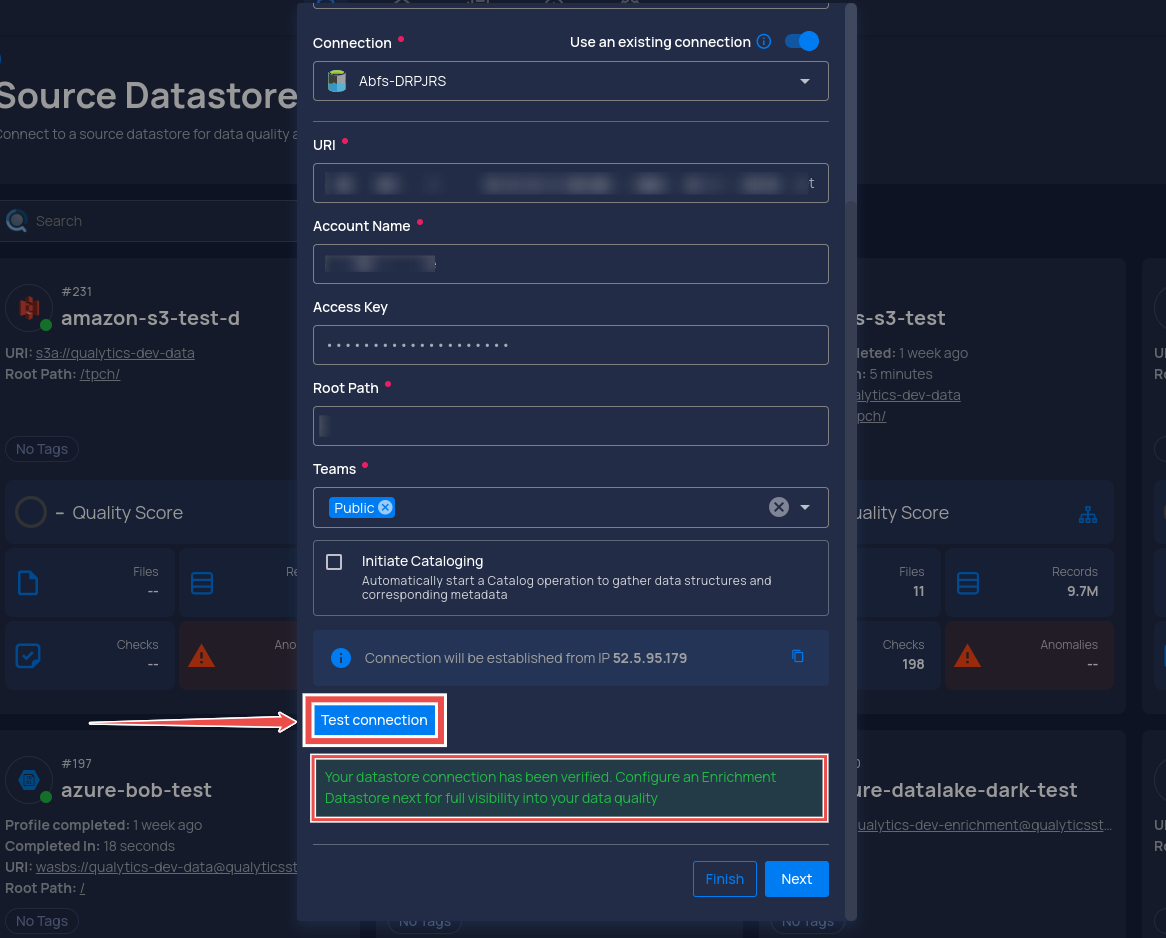 Source Datastore
Connect to a source datastore for data quality
Search
#231
amazon-s3-test-d
URI: s3a://qualytics-dev-data
Root Path: /tpch/
No Tags
– Quality Score
Files
--
Checks
--
#197
azure-bob-test
Profile completed: 1 week ago
Completed In: 18 seconds
URI: wasbs://qualytics-dev-data@qualyticsst
Root Path: /
No Tags
Connection
Use an existing connection
Abfs-DRPJRS
URI
t
Account Name
Access Key
••••••••••••••••••••
Root Path
Teams
Public
Initiate Cataloging
Automatically start a Catalog operation to gather data structures and
corresponding metadata
Connection will be established from IP 52.5.95.179
Test connection
Your datastore connection has been verified. Configure an Enrichment
Datastore next for full visibility into your data quality
Finish
Next
No Tags
s-s3-test
leted: 1 week ago
n: 5 minutes
alytics-dev-data
pch/
uality Score
Files
11
Records
9.7M
Checks
198
Anomalies
--
ure-datalake-dark-test
ualytics-dev-enrichment@qualyticsst...
No Tags